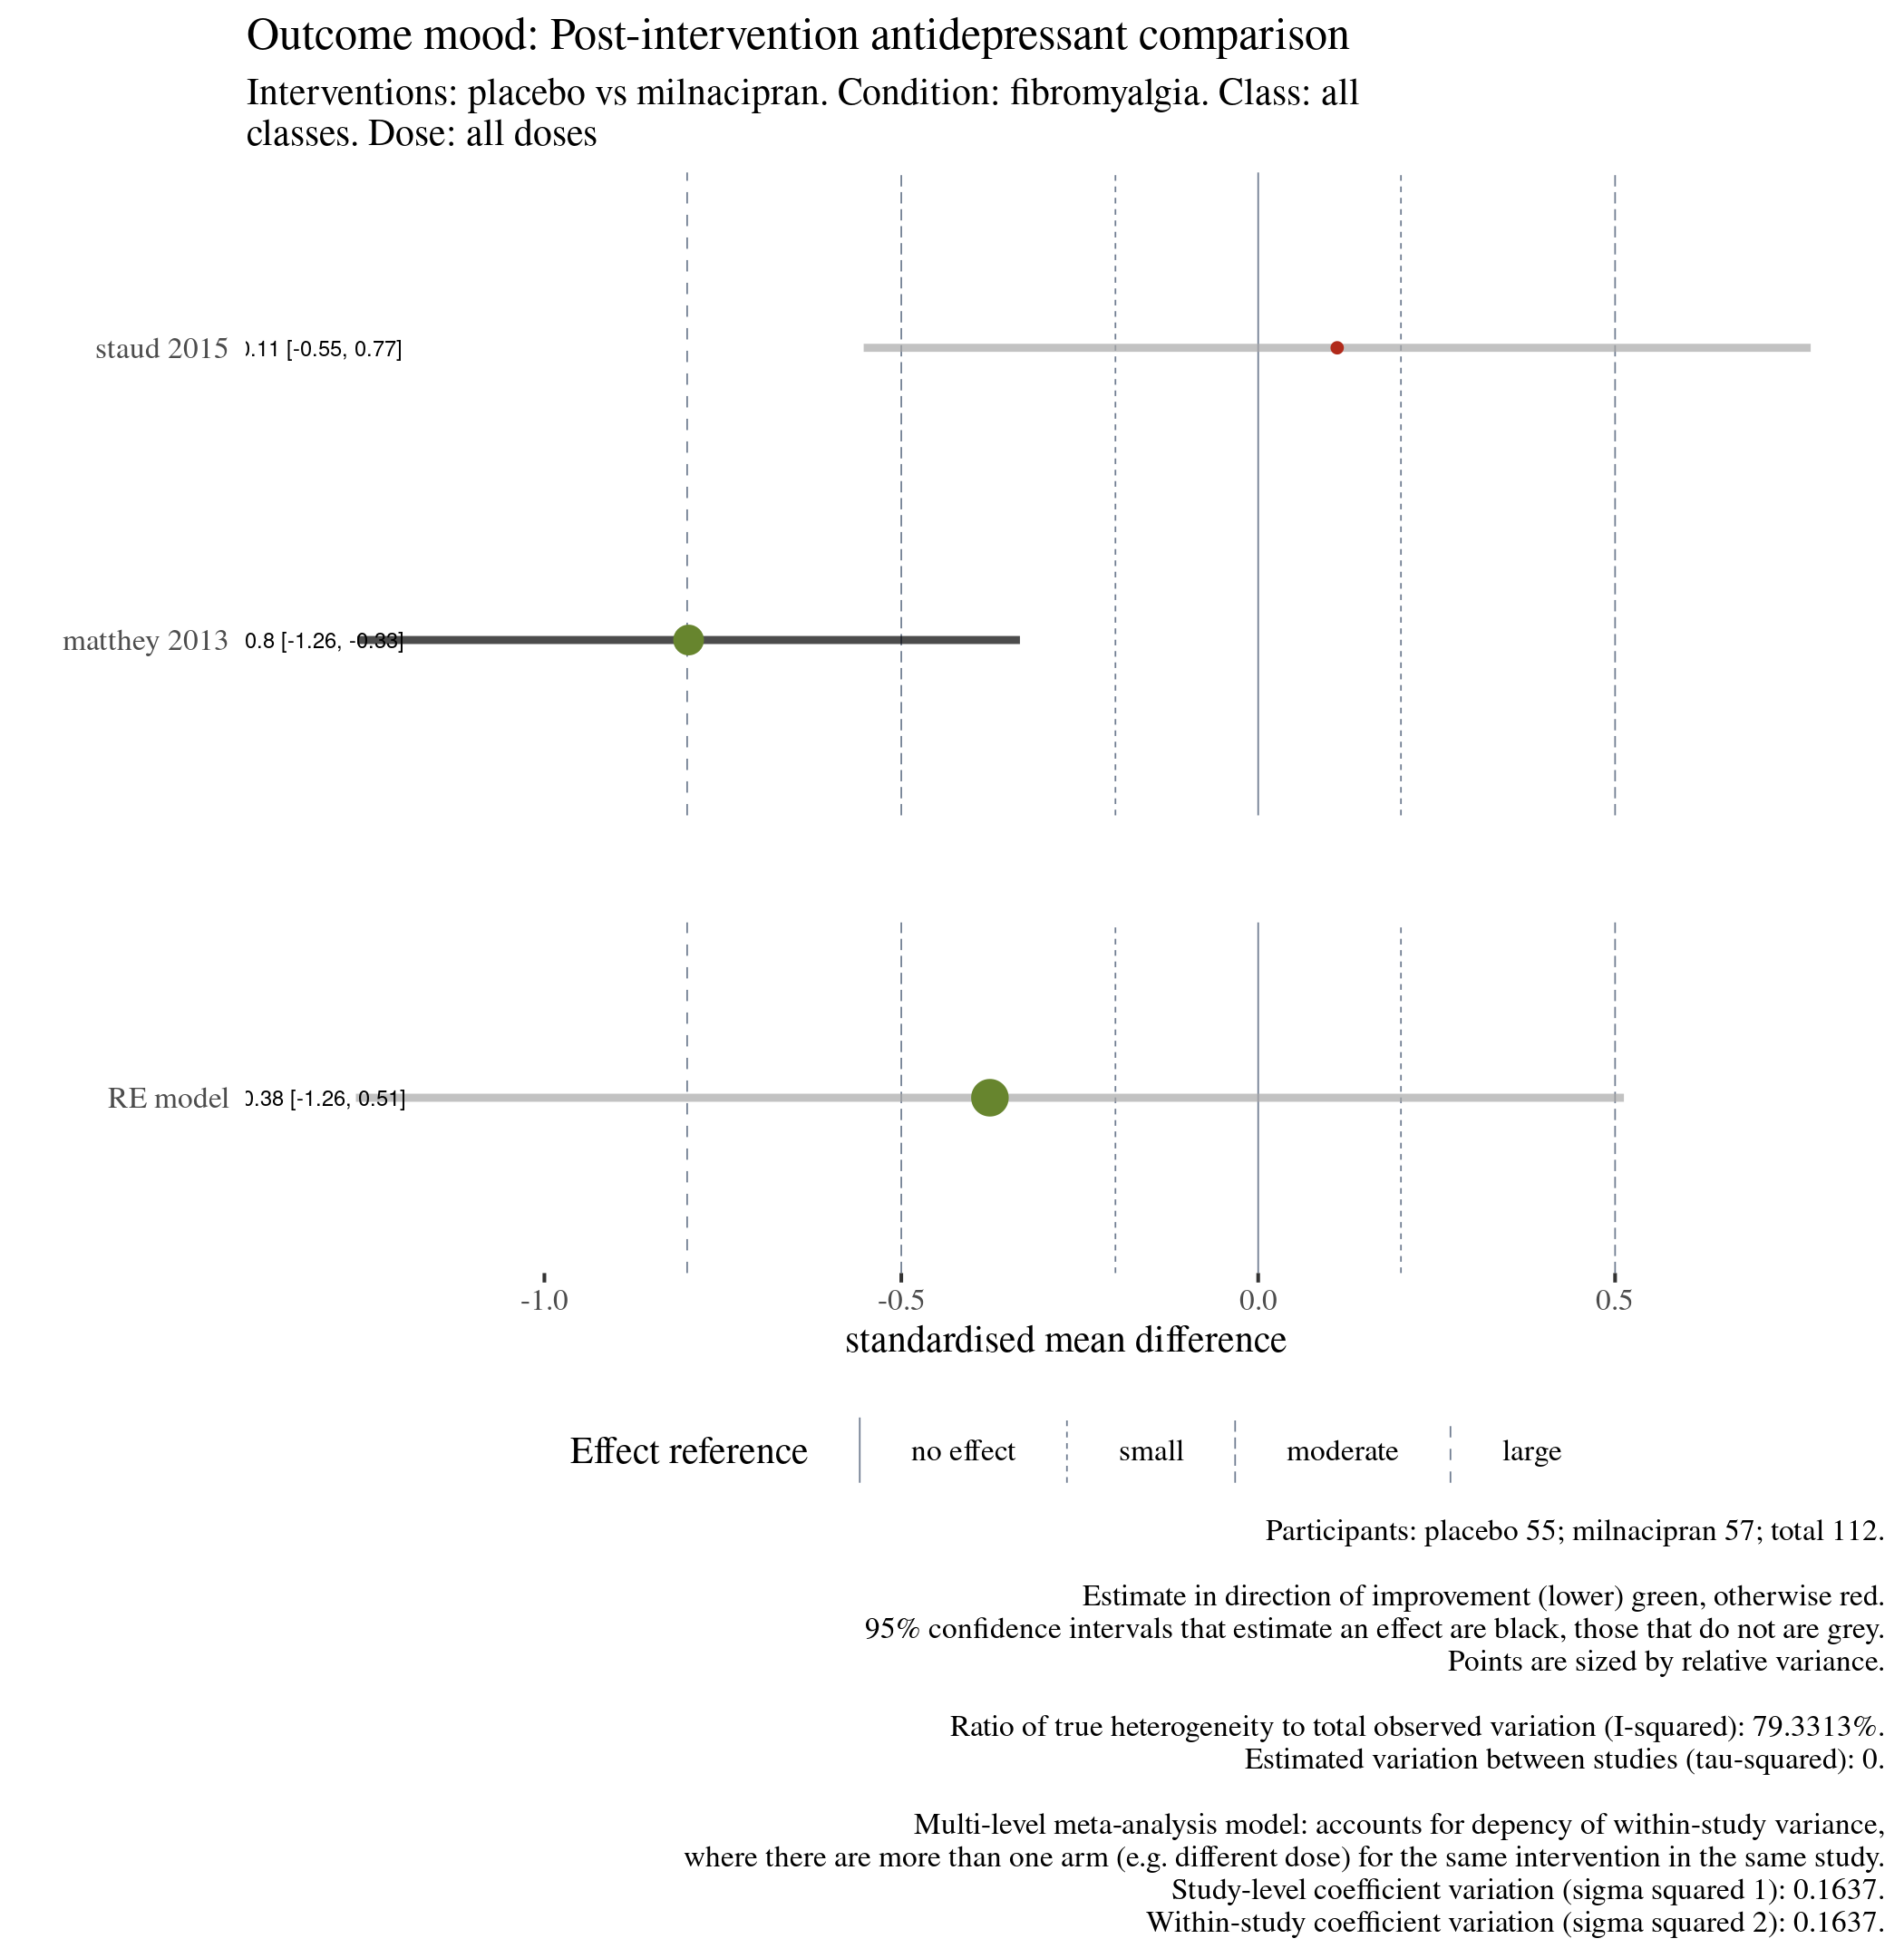 Outcome mood: Post-intervention antidepressant comparison
Interventions: placebo vs milnacipran. Condition: fibromyalgia. Class: all
classes. Dose: all doses
staud 2015 0.11 [-0.55, 0.77]
matthey 2013 0.8 [-1.26, -0.33]
RE model 0.38 [-1.26, 0.51]
-1.0 -0.5 0.0 0.5
standardised mean difference
Effect reference no effect small moderate large
Participants: placebo 55; milnacipran 57; total 112.
Estimate in direction of improvement (lower) green, otherwise red.
95% confidence intervals that estimate an effect are black, those that do not are grey.
Points are sized by relative variance.
Ratio of true heterogeneity to total observed variation (I-squared): 79.3313%.
Estimated variation between studies (tau-squared): 0.
Multi-level meta-analysis model: accounts for depency of within-study variance,
where there are more than one arm (e.g. different dose) for the same intervention in the same study.
Study-level coefficient variation (sigma squared 1): 0.1637.
Within-study coefficient variation (sigma squared 2): 0.1637.